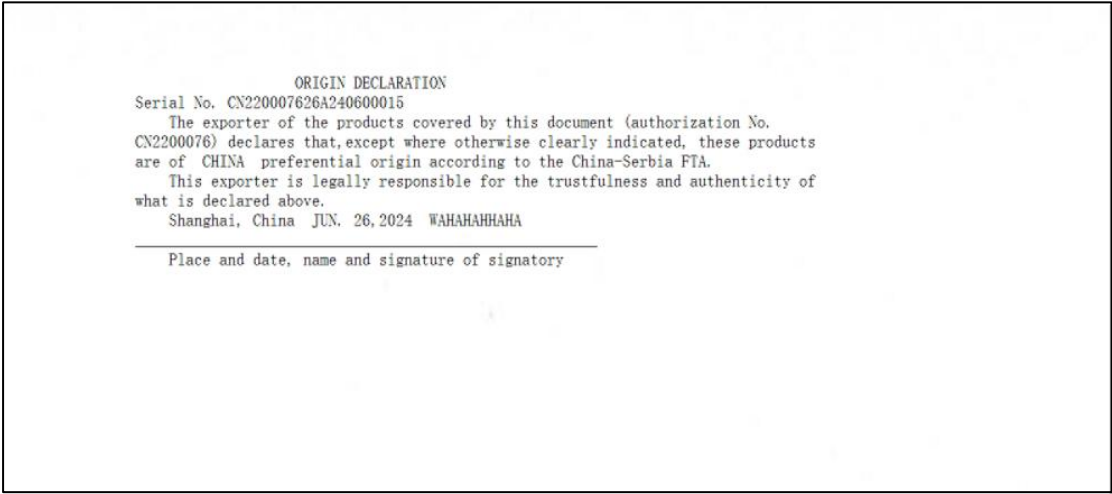 ORIGIN DECLARATION
Serial No. CN220007626A240600015
The exporter of the products covered by this document (authorization No.
CN2200076) declares that, except where otherwise clearly indicated, these products
are of CHINA preferential origin according to the China-Serbia FTA.
This exporter is legally responsible for the trustfulness and authenticity of
what is declared above.
Shanghai, China JUN. 26, 2024 WAHAHAHHAHA
Place and date, name and signature of signatory